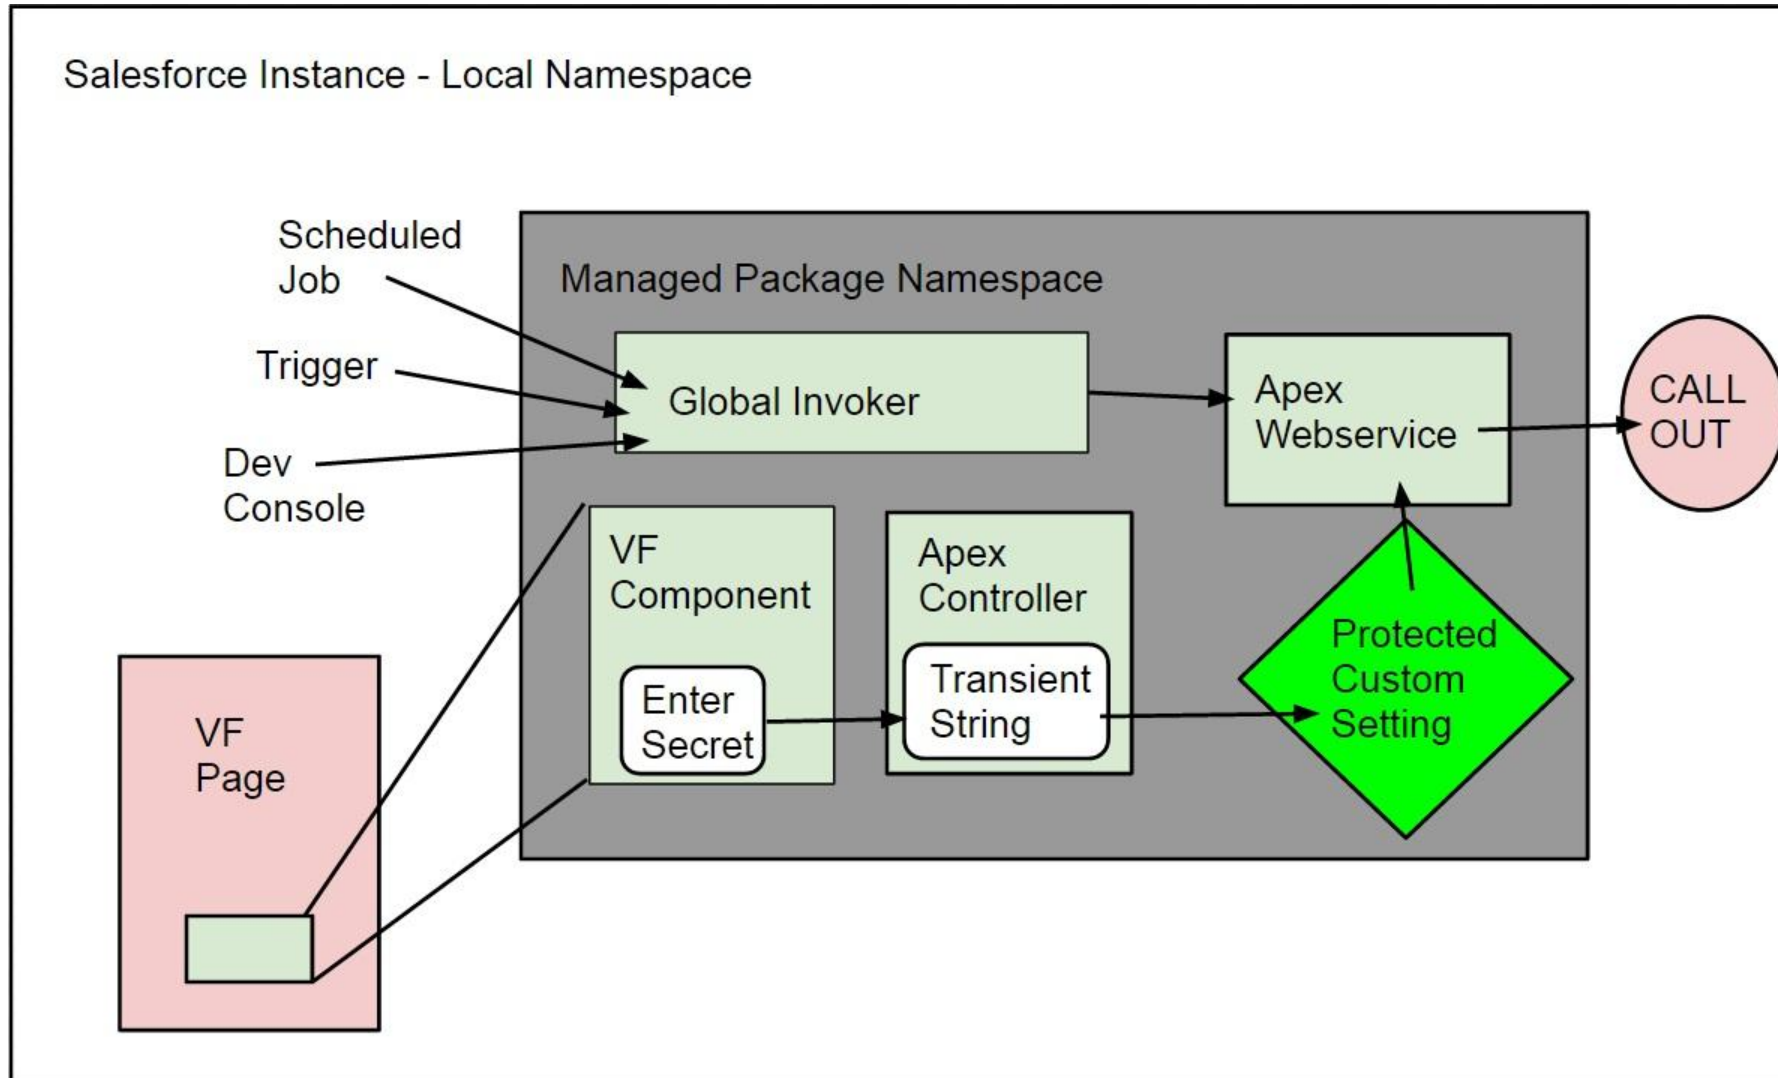 Salesforce Instance - Local Namespace
Scheduled
Job
Trigger
Dev
Console
Managed Package Namespace
Global Invoker
Apex
Webservice
CALL
OUT
VF
Component
Enter
Secret
Apex
Controller
Transient
String
Protected
Custom
Setting
VF
Page